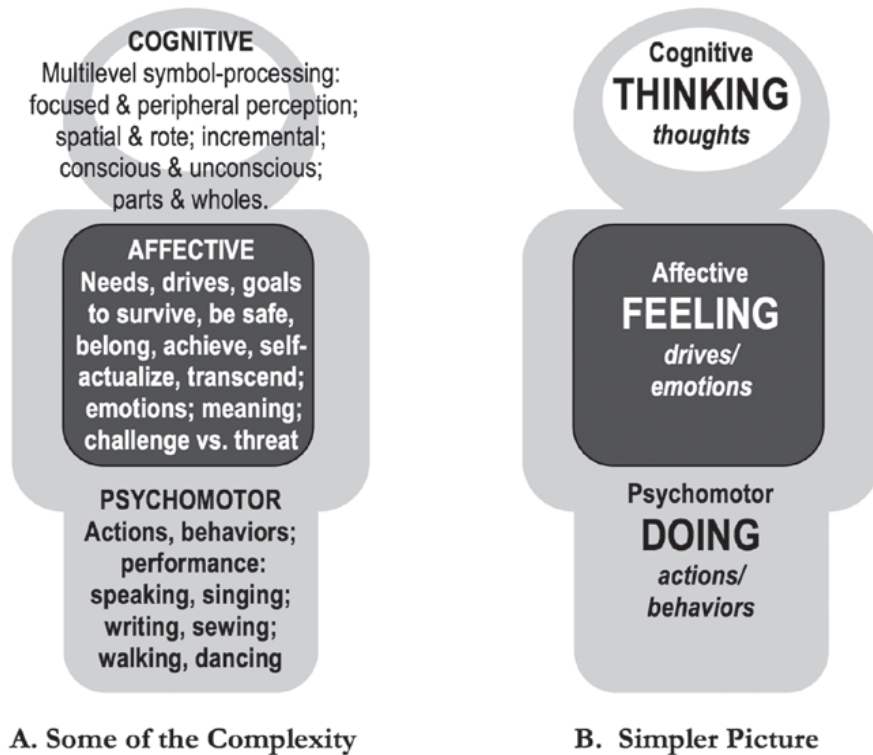 COGNITIVE
Multilevel symbol-processing:
focused & peripheral perception;
spatial & rote; incremental;
conscious & unconscious;
parts & wholes.
AFFECTIVE
Needs, drives, goals
to survive, be safe,
belong, achieve, self-
actualize, transcend;
emotions; meaning;
challenge vs. threat
PSYCHOMOTOR
Actions, behaviors;
performance:
speaking, singing;
writing, sewing;
walking, dancing
A. Some of the Complexity
Cognitive
THINKING
thoughts
Affective
FEELING
drives/
emotions
Psychomotor
DOING
actions/
behaviors
B. Simpler Picture